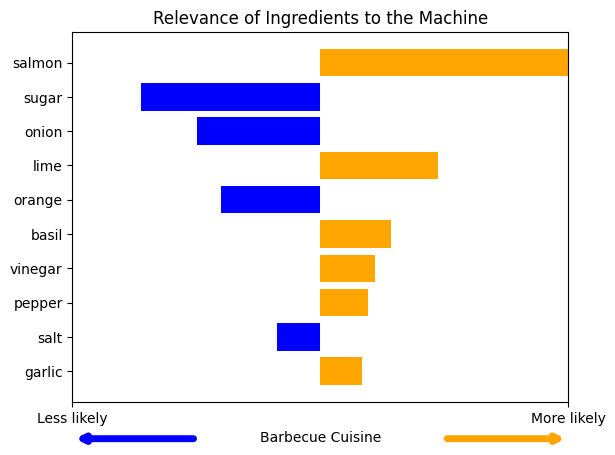 Relevance of Ingredients to the Machine
salmon
sugar
onion
lime
orange
basil
vinegar
pepper
salt
garlic
Less likely
More likely
Barbecue Cuisine